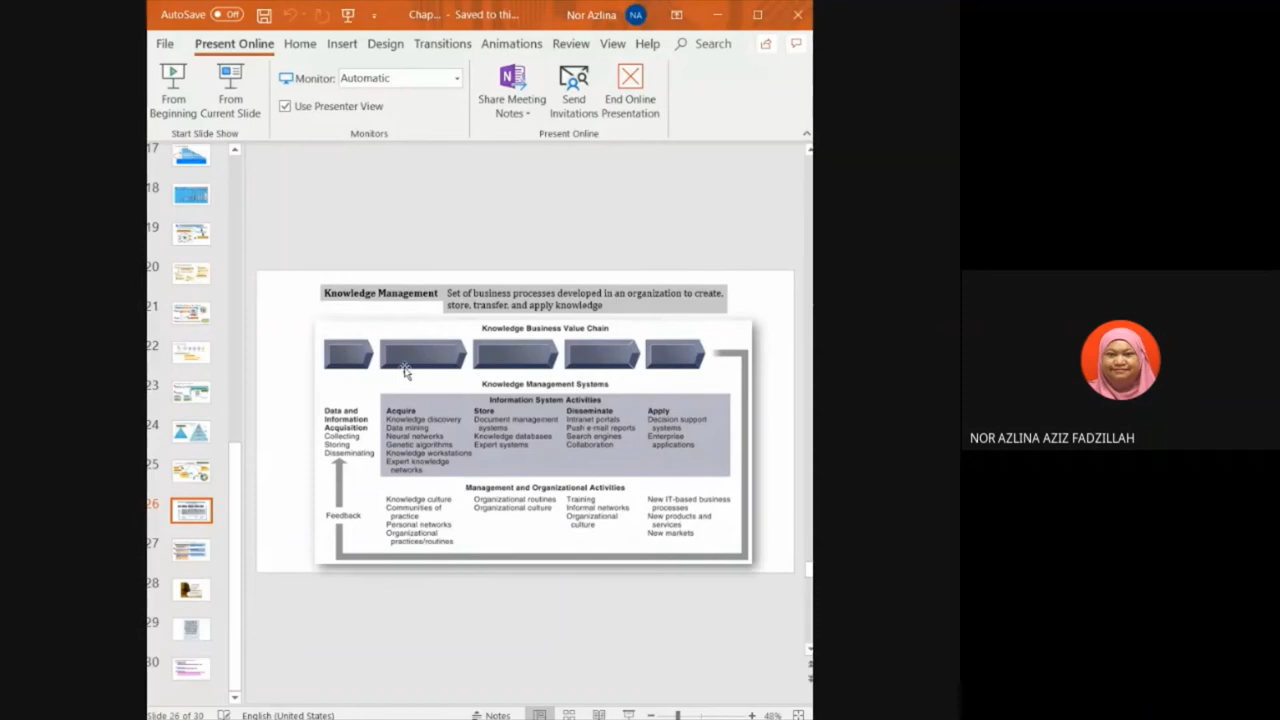 AutoSave Off Chap... - Saved to thi... Nor Azlina NA
File Present Online Home Insert Design Transitions Animations Review View Help Search
Monitor: Automatic
Use Presenter View
From Beginning
From Current Slide
Share Meeting Notes
Send Invitations
End Online Presentation
Start Slide Show Monitors Present Online
17
18
19
20
21
22
23
24
25
26
27
28
29
30
Knowledge Management Set of business processes developed in an organization to create,
store, transfer, and apply knowledge
Knowledge Business Value Chain
Knowledge Management Systems
Information System Activities
Data and
Information
Acquisition
Collecting
Storing
Disseminating
Acquire
Knowledge discovery
Data mining
Neural networks
Genetic algorithms
Knowledge workstations
Expert knowledge
networks
Store
Document management
systems
Knowledge databases
Expert systems
Disseminate
Intranet portals
Push e-mail reports
Search engines
Collaboration
Apply
Decision support
systems
Enterprise
applications
Management and Organizational Activities
Feedback
Knowledge culture
Communities of
practice
Personal networks
Organizational
practices/routines
Organizational routines
Organizational culture
Training
Informal networks
Organizational
culture
New IT-based business
processes
New products and
services
New markets
NOR AZLINA AZIZ FADZILLAH
Slide 26 of 30 English (United States) Notes 48%